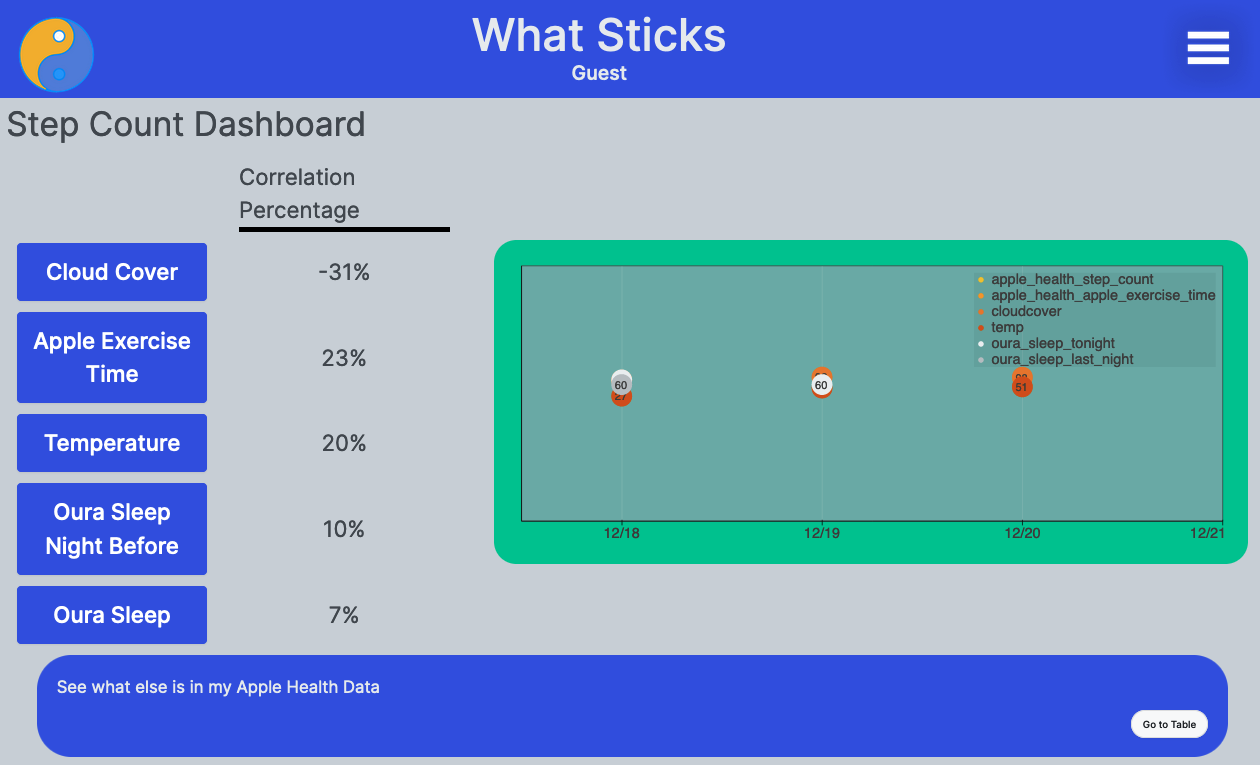 What Sticks
Guest
Step Count Dashboard
Correlation
Percentage
Cloud Cover
-31%
Apple Exercise
Time
23%
Temperature
20%
Oura Sleep
Night Before
10%
Oura Sleep
7%
apple_health_step_count
apple_health_apple_exercise_time
cloudcover
temp
oura_sleep_tonight
oura_sleep_last_night
60
27
60
51
12/18
12/19
12/20
12/21
See what else is in my Apple Health Data
Go to Table